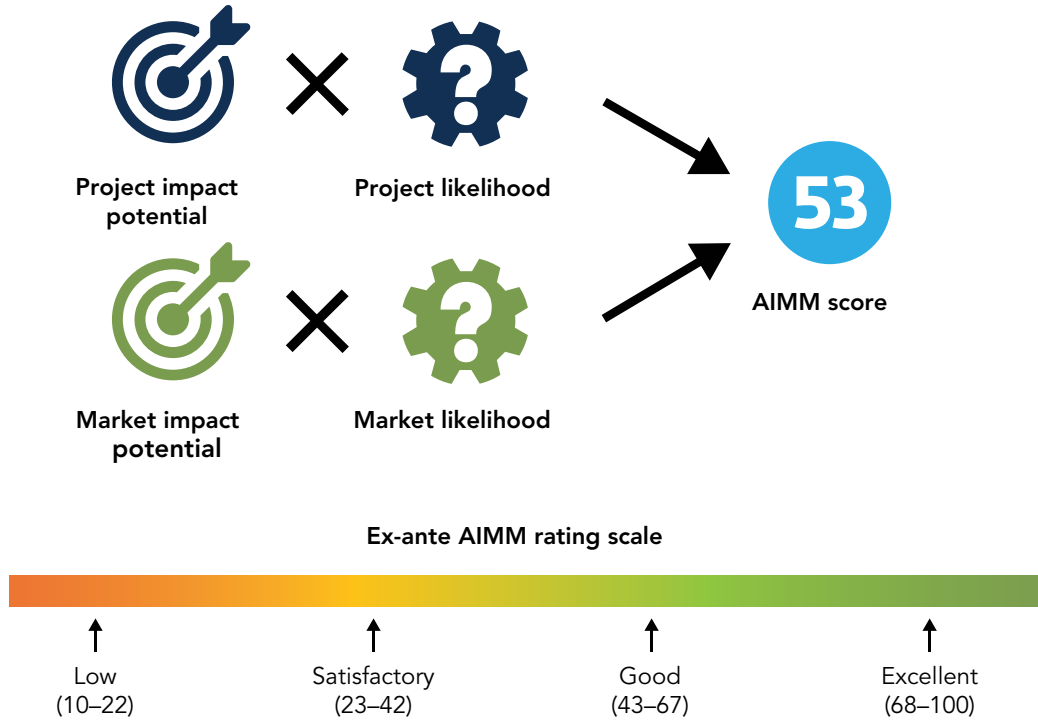 Project impact
potential
Project likelihood
53
AIMM score
Market impact
potential
Market likelihood
Ex-ante AIMM rating scale
Low
(10–22)
Satisfactory
(23–42)
Good
(43–67)
Excellent
(68–100)